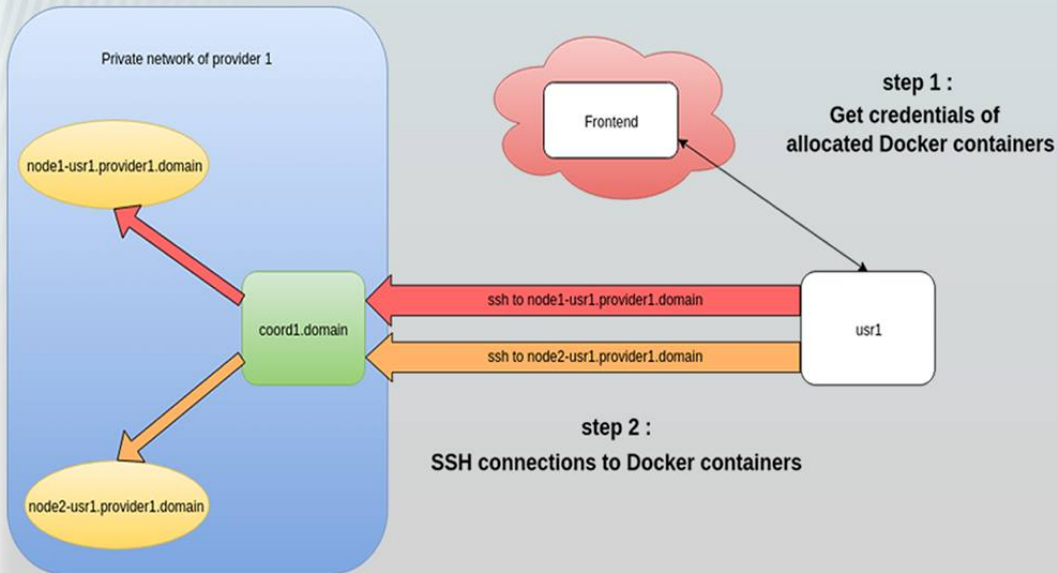 Private network of provider 1
node1-usr1.provider1.domain
coord1.domain
node2-usr1.provider1.domain
Frontend
step 1 :
Get credentials of
allocated Docker containers
ssh to node1-usr1.provider1.domain
ssh to node2-usr1.provider1.domain
usr1
step 2 :
SSH connections to Docker containers